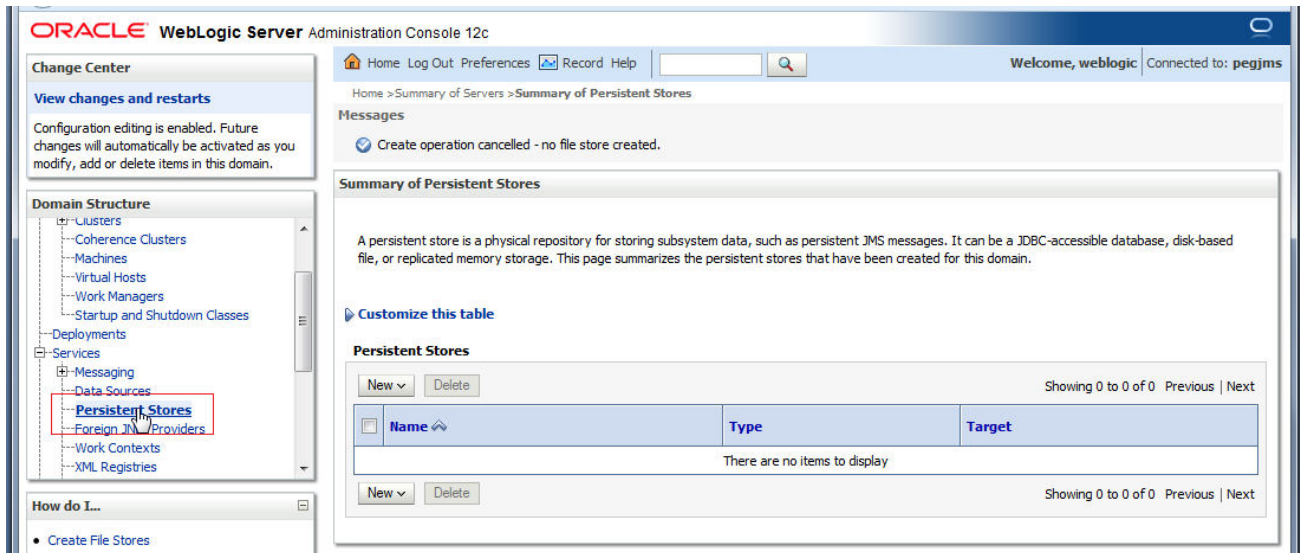 ORACLE WebLogic Server Administration Console 12c
Change Center
View changes and restarts
Configuration editing is enabled. Future
changes will automatically be activated as you
modify, add or delete items in this domain.
Domain Structure
Clusters
Coherence Clusters
Machines
Virtual Hosts
Work Managers
Startup and Shutdown Classes
Deployments
Services
Messaging
Data Sources
Persistent Stores
Foreign Providers
Work Contexts
XML Registries
How do I...
Create File Stores
Home Log Out Preferences Record Help
Welcome, weblogic Connected to: pegjms
Home >Summary of Servers >Summary of Persistent Stores
Messages
Create operation cancelled - no file store created.
Summary of Persistent Stores
A persistent store is a physical repository for storing subsystem data, such as persistent JMS messages. It can be a JDBC-accessible database, disk-based
file, or replicated memory storage. This page summarizes the persistent stores that have been created for this domain.
Customize this table
Persistent Stores
New Delete Showing 0 to 0 of 0 Previous | Next
Name Type Target
There are no items to display
New Delete Showing 0 to 0 of 0 Previous | Next